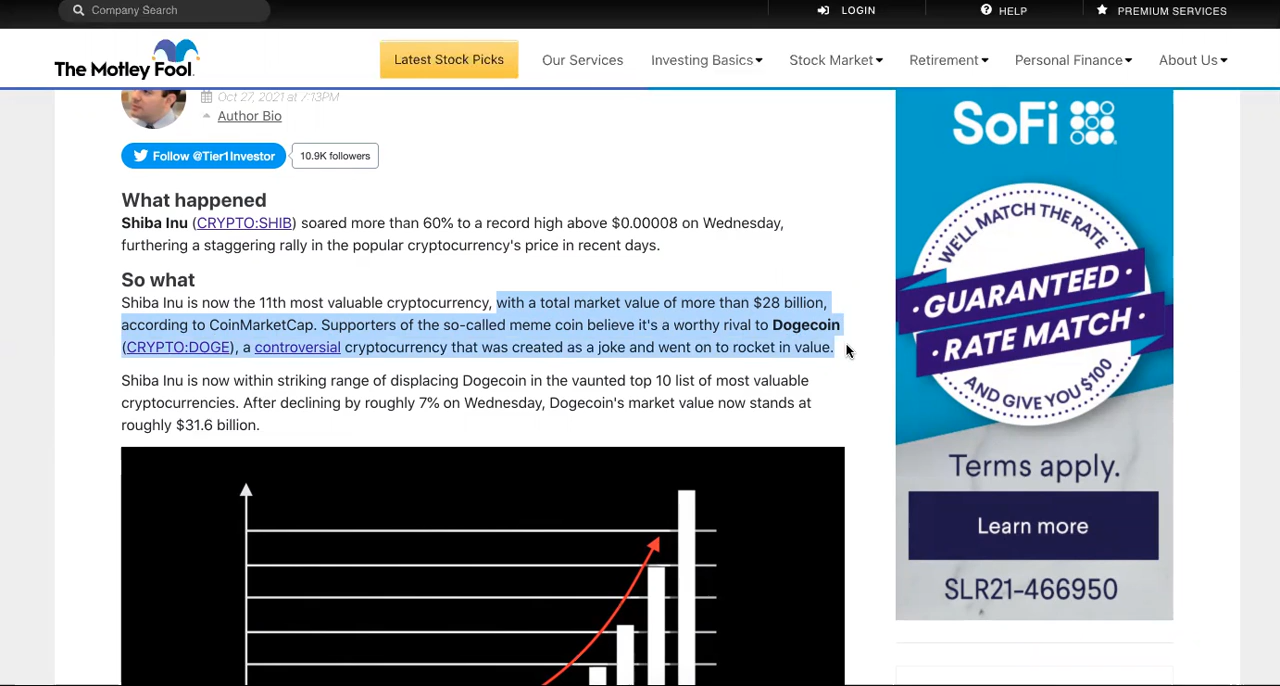 Company Search
LOGIN
HELP
PREMIUM SERVICES
The Motley Fool.
Latest Stock Picks
Our Services
Investing Basics
Stock Market
Retirement
Personal Finance
About Us
Oct 27, 2021 at 7:13PM
Author Bio
Follow @Tier1Investor
10.9K followers
What happened
Shiba Inu (CRYPTO:SHIB) soared more than 60% to a record high above $0.00008 on Wednesday,
furthering a staggering rally in the popular cryptocurrency's price in recent days.
So what
Shiba Inu is now the 11th most valuable cryptocurrency, with a total market value of more than $28 billion,
according to CoinMarketCap. Supporters of the so-called meme coin believe it's a worthy rival to Dogecoin
(CRYPTO:DOGE), a controversial cryptocurrency that was created as a joke and went on to rocket in value.
Shiba Inu is now within striking range of displacing Dogecoin in the vaunted top 10 list of most valuable
cryptocurrencies. After declining by roughly 7% on Wednesday, Dogecoin's market value now stands at
roughly $31.6 billion.
SoFi
WE'LL MATCH THE RATE
GUARANTEED
RATE MATCH
AND GIVE YOU $100
Terms apply.
Learn more
SLR21-466950